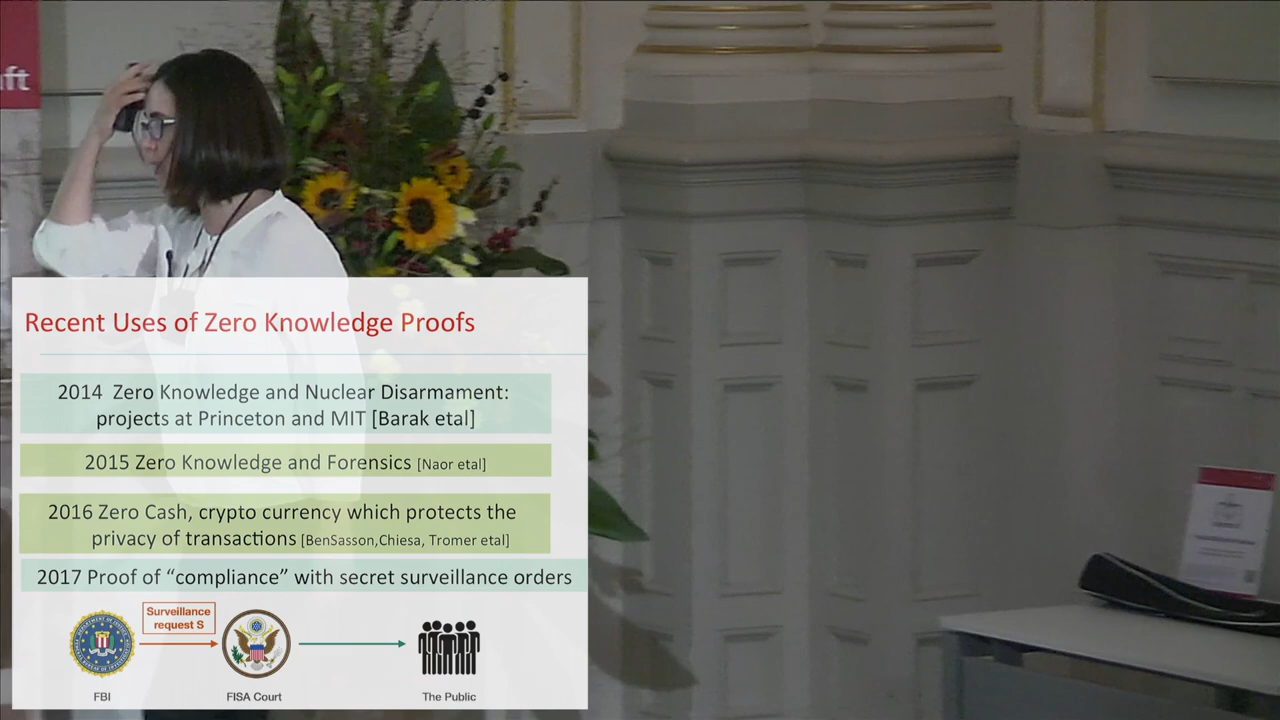 ft
Recent Uses of Zero Knowledge Proofs
2014 Zero Knowledge and Nuclear Disarmament:
projects at Princeton and MIT [Barak etal]
2015 Zero Knowledge and Forensics [Naor etal]
2016 Zero Cash, crypto currency which protects the
privacy of transactions [BenSasson,Chiesa, Tromer etal]
2017 Proof of “compliance” with secret surveillance orders
Surveillance
request S
FBI
FISA Court
The Public